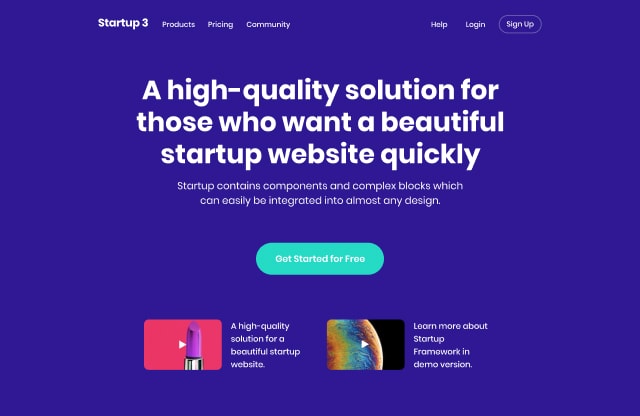 Startup 3 Products Pricing Community Help Login Sign Up
A high-quality solution for
those who want a beautiful
startup website quickly
Startup contains components and complex blocks which
can easily be integrated into almost any design.
Get Started for Free
A high-quality
solution for a
beautiful startup
website.
Learn more about
Startup
Framework in
demo version.